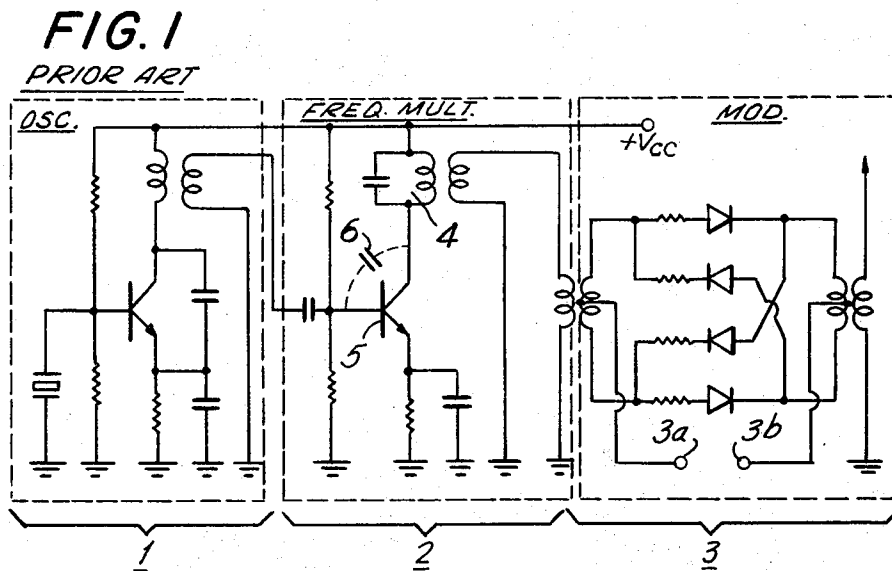 FIG. 1
PRIOR ART
OSC.
FREQ. MULT.
MOD.
+VCC
6
4
5
3a
3b
1
2
3